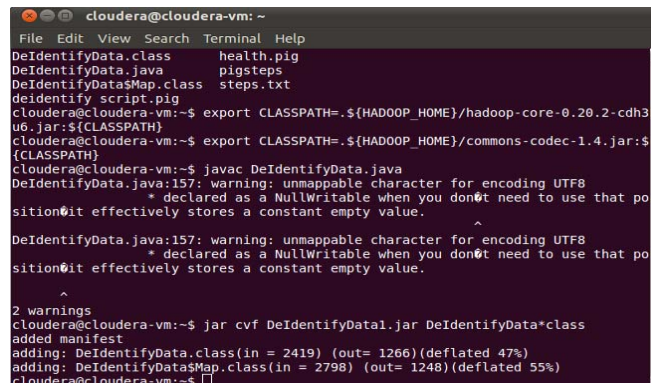 cloudera@cloudera-vm: ~
File Edit View Search Terminal Help
DeIdentifyData.class health.pig
DeIdentifyData.java pigsteps
DeIdentifyData$Map.class steps.txt
deidentify script.pig
cloudera@cloudera-vm:~$ export CLASSPATH=.${HADOOP_HOME}/hadoop-core-0.20.2-cdh3
u6.jar:${CLASSPATH}
cloudera@cloudera-vm:~$ export CLASSPATH=.${HADOOP_HOME}/commons-codec-1.4.jar:$
{CLASSPATH}
cloudera@cloudera-vm:~$ javac DeIdentifyData.java
DeIdentifyData.java:157: warning: unmappable character for encoding UTF8
* declared as a NullWritable when you don�t need to use that po
sition�it effectively stores a constant empty value.
^
DeIdentifyData.java:157: warning: unmappable character for encoding UTF8
* declared as a NullWritable when you don�t need to use that po
sition�it effectively stores a constant empty value.
^
2 warnings
cloudera@cloudera-vm:~$ jar cvf DeIdentifyData1.jar DeIdentifyData*class
added manifest
adding: DeIdentifyData.class(in = 2419) (out= 1266)(deflated 47%)
adding: DeIdentifyData$Map.class(in = 2798) (out= 1248)(deflated 55%)
cloudera@cloudera-vm:~$